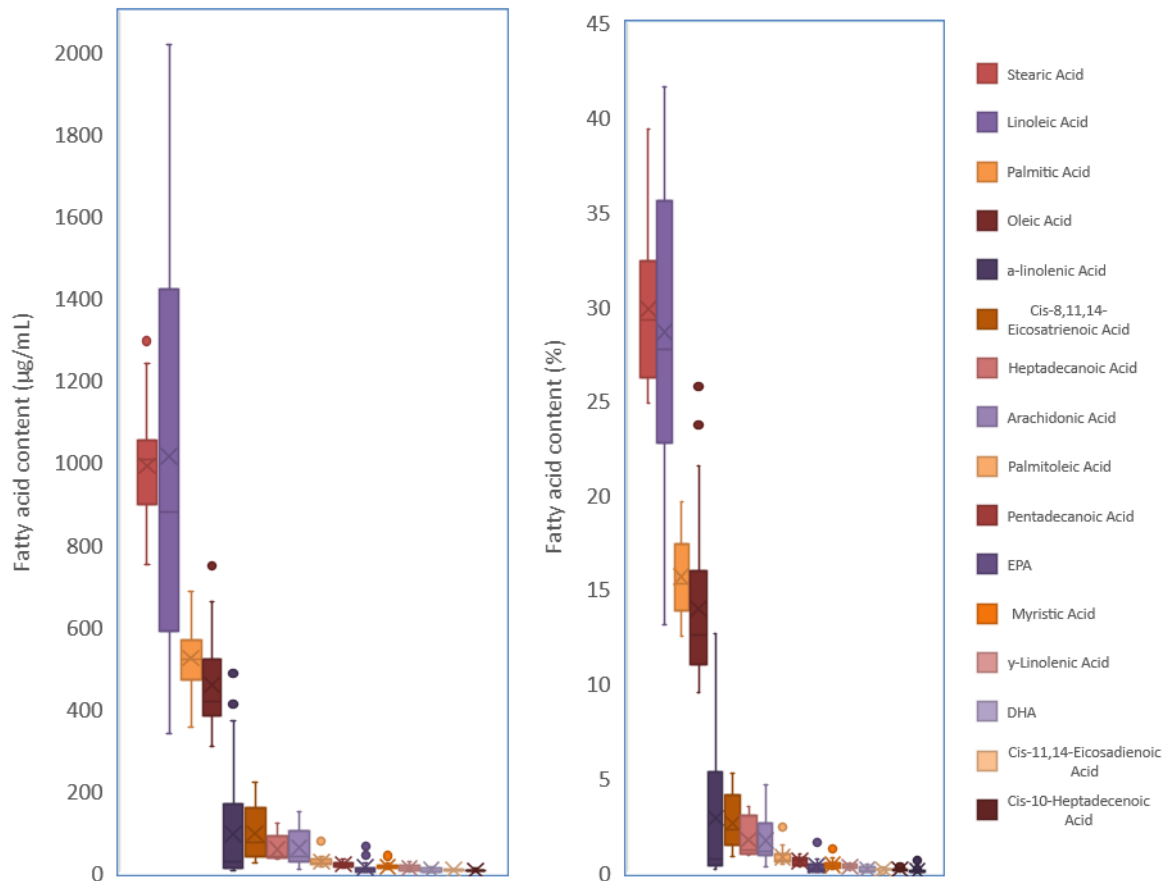 Fatty acid content (µg/mL)
2000
1800
1600
1400
1200
1000
800
600
400
200
0
Fatty acid content (%)
45
40
35
30
25
20
15
10
5
0
Stearic Acid
Linoleic Acid
Palmitic Acid
Oleic Acid
a-linolenic Acid
Cis-8,11,14-
Eicosatrienoic Acid
Heptadecanoic Acid
Arachidonic Acid
Palmitoleic Acid
Pentadecanoic Acid
EPA
Myristic Acid
y-Linolenic Acid
DHA
Cis-11,14-Eicosadienoic
Acid
Cis-10-Heptadecenoic
Acid